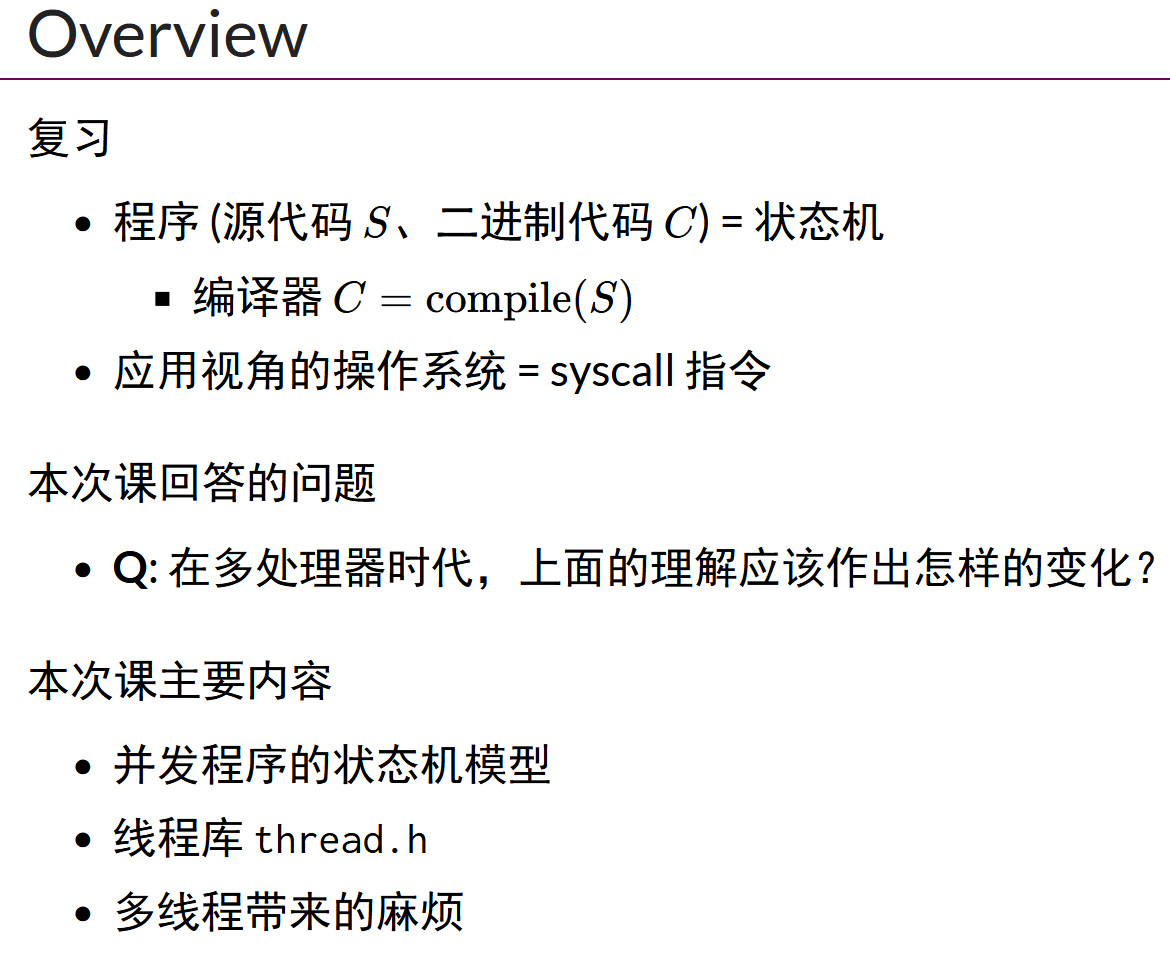 Overview
复习
• 程序 (源代码 S、二进制代码 C) = 状态机
▪ 编译器 C = compile(S)
• 应用视角的操作系统 = syscall 指令
本次课回答的问题
• Q: 在多处理器时代，上面的理解应该作出怎样的变化？
本次课主要内容
• 并发程序的状态机模型
• 线程库 thread.h
• 多线程带来的麻烦